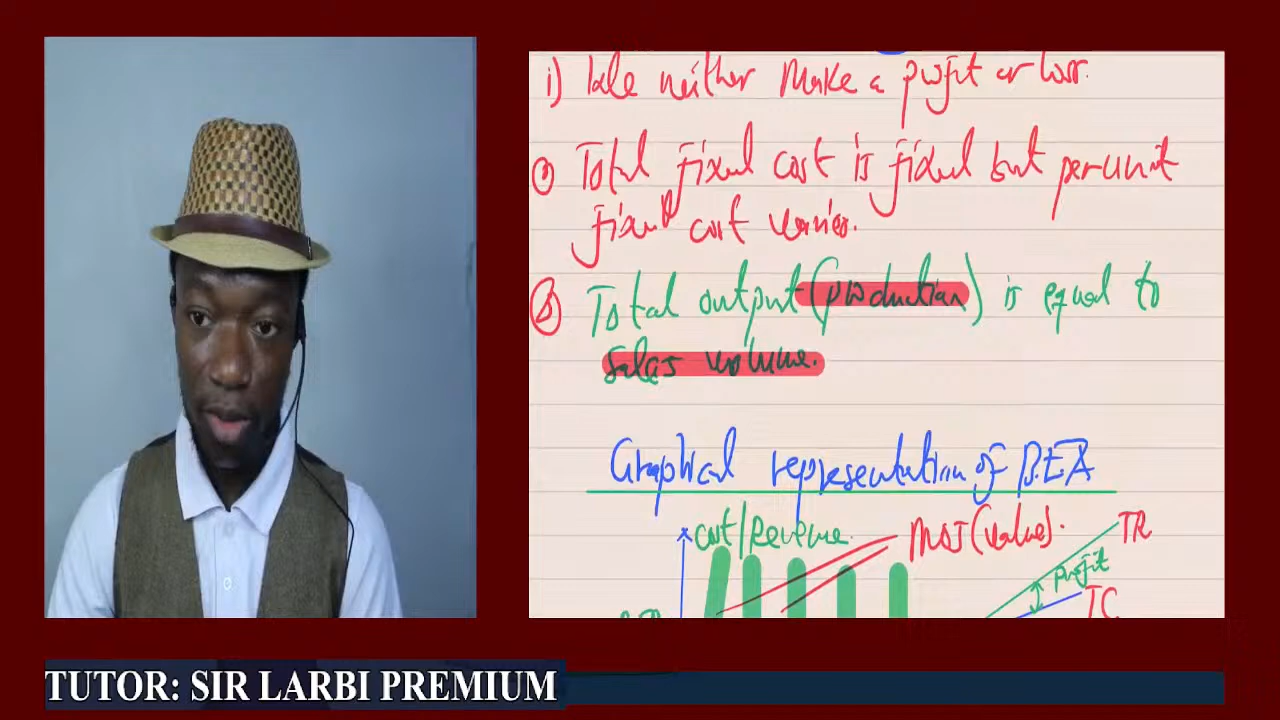 i) We neither make a profit or loss.
Total fixed cost is fixed but per unit
fixed cost varies.
Total output (production) is equal to
sales volume.
Graphical representation of B.E.A
cost/Revenue
MOS (value).
TR
profit
TC
TUTOR: SIR LARBI PREMIUM